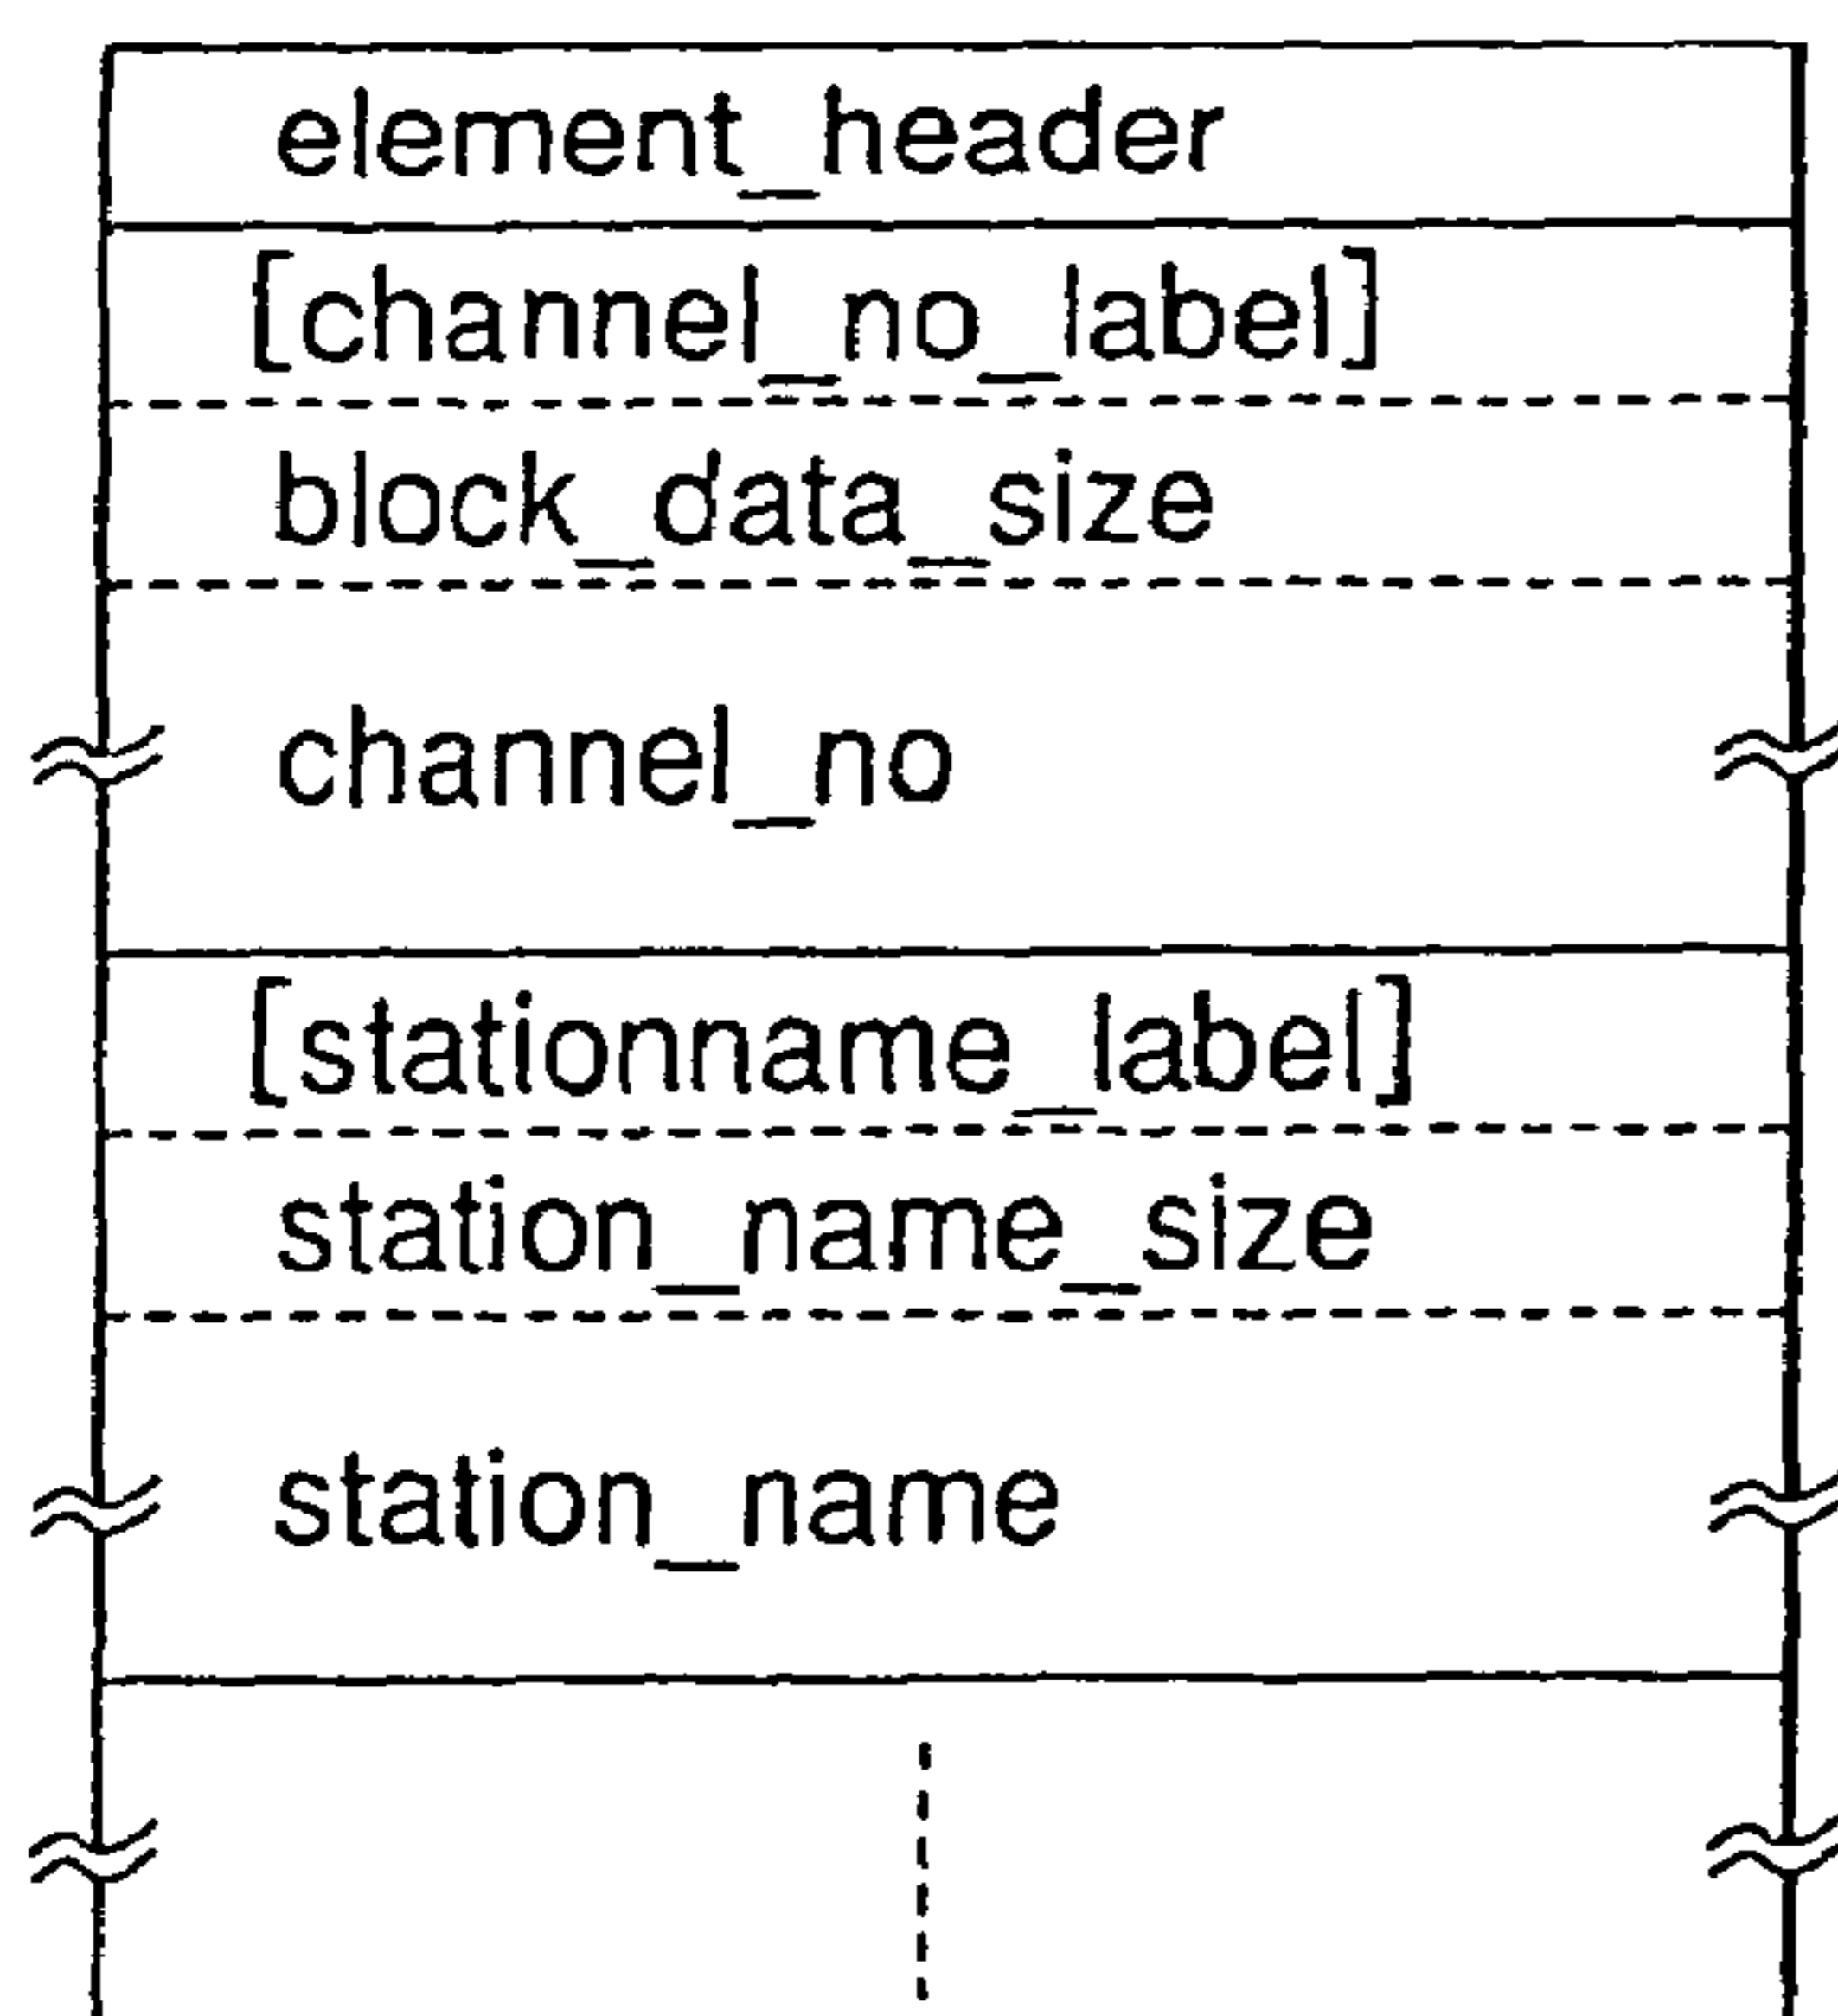 element_header
[channel_no_label]
block_data_size
channel_no
[stationname_label]
station_name_size
station_name